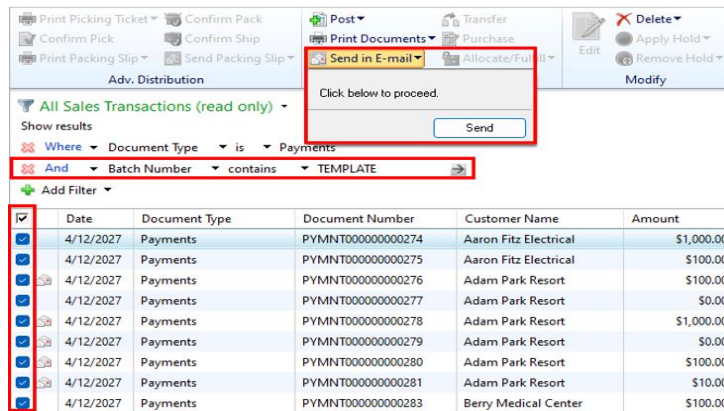 Print Picking Ticket Confirm Pack
Confirm Pick Confirm Ship
Print Packing Slip Send Packing Slip
Adv. Distribution
Post Transfer
Print Documents Purchase
Send in E-mail Allocate/Fulfill
Edit
Delete
Apply Hold
Remove Hold
Modify
Click below to proceed.
Send
All Sales Transactions (read only)
Show results
Where Document Type is Payments
And Batch Number contains TEMPLATE
Add Filter
Date Document Type Document Number Customer Name Amount
4/12/2027 Payments PYMNT000000000274 Aaron Fitz Electrical $1,000.00
4/12/2027 Payments PYMNT000000000275 Aaron Fitz Electrical $100.00
4/12/2027 Payments PYMNT000000000276 Adam Park Resort $100.00
4/12/2027 Payments PYMNT000000000277 Adam Park Resort $0.00
4/12/2027 Payments PYMNT000000000278 Adam Park Resort $1,000.00
4/12/2027 Payments PYMNT000000000279 Adam Park Resort $0.00
4/12/2027 Payments PYMNT000000000280 Adam Park Resort $100.00
4/12/2027 Payments PYMNT000000000281 Adam Park Resort $10.00
4/12/2027 Payments PYMNT000000000283 Berry Medical Center $100.00